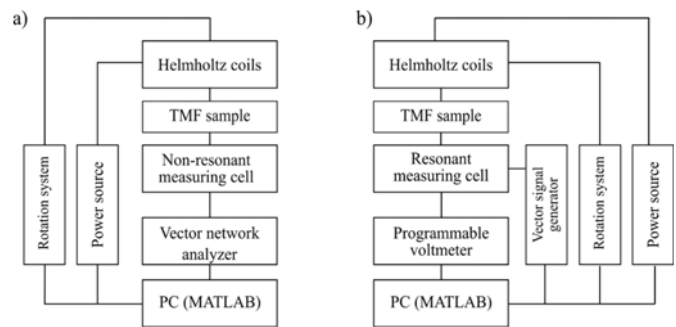 a)
Helmholtz coils
TMF sample
Non-resonant
measuring cell
Vector network
analyzer
PC (MATLAB)
Rotation system
Power source
b)
Helmholtz coils
TMF sample
Resonant
measuring cell
Programmable
voltmeter
PC (MATLAB)
Vector signal
generator
Rotation system
Power source